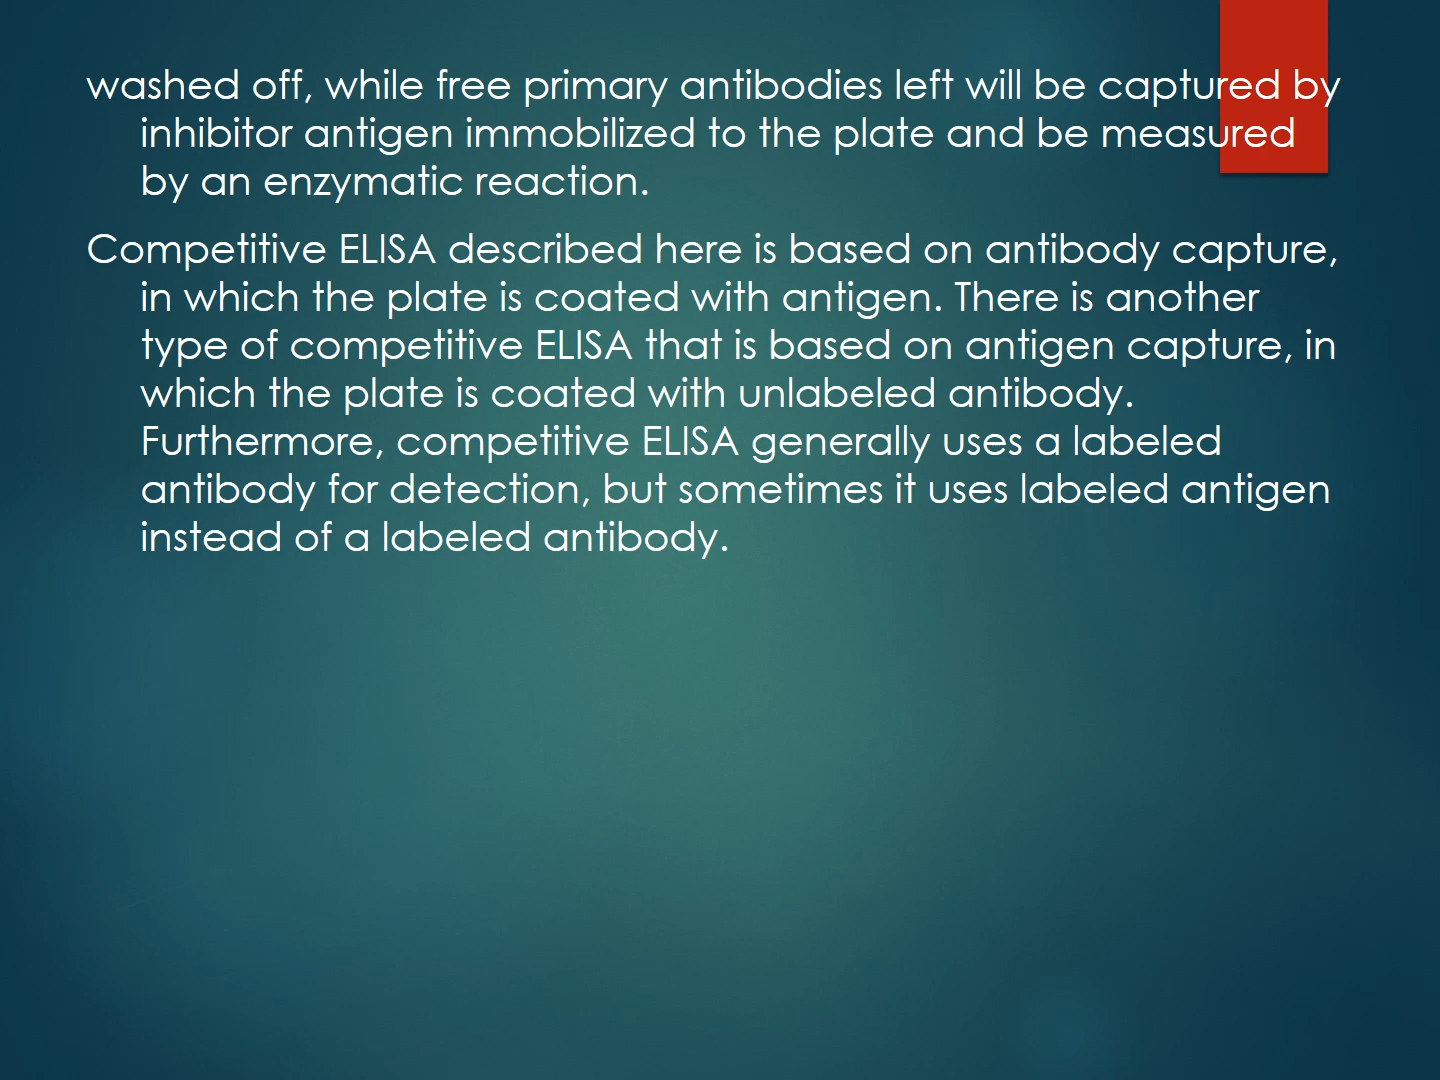 washed off, while free primary antibodies left will be captured by
inhibitor antigen immobilized to the plate and be measured
by an enzymatic reaction.
Competitive ELISA described here is based on antibody capture,
in which the plate is coated with antigen. There is another
type of competitive ELISA that is based on antigen capture, in
which the plate is coated with unlabeled antibody.
Furthermore, competitive ELISA generally uses a labeled
antibody for detection, but sometimes it uses labeled antigen
instead of a labeled antibody.